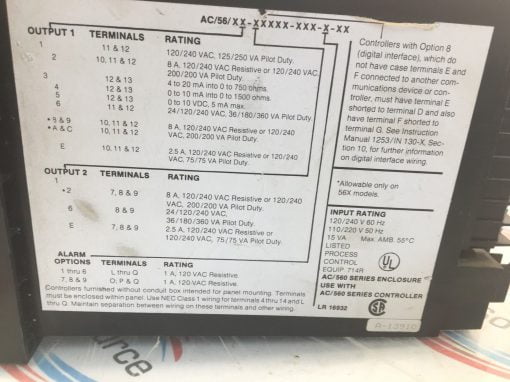 AC/56/XX-XXXXX-XXX-X-XX
OUTPUT 1 TERMINALS RATING
1 11 & 12 120/240 VAC, 125/250 VA Pilot Duty.
2 10, 11 & 12 8 A, 120/240 VAC Resistive or 120/240 VAC,
200/200 VA Pilot Duty.
3 12 & 13 4 to 20 mA into 0 to 750 ohms.
4 12 & 13 0 to 10 mA into 0 to 1500 ohms.
5 12 & 13 0 to 10 VDC, 5 mA max.
6 11 & 12 24/120/240 VAC, 36/180/360 VA Pilot Duty.
*8 & 9 10, 11 & 12 8 A, 120/240 VAC Resistive or 120/240
*A & C 10, 11 & 12 VAC, 200/200 VA Pilot Duty.
E 10, 11 & 12 2.5 A, 120/240 VAC Resistive or 120/240
VAC, 75/75 VA Pilot Duty.
OUTPUT 2 TERMINALS RATING
1
*2 7, 8 & 9 8 A, 120/240 VAC Resistive or 120/240
VAC, 200/200 VA Pilot Duty.
6 8 & 9 24/120/240 VAC,
36/180/360 VA Pilot Duty.
E 7, 8 & 9 2.5 A, 120/240 VAC Resistive or
120/240 VAC, 75/75 VA Pilot Duty.
ALARM
OPTIONS TERMINALS RATING
1 thru 6 L thru Q 1 A, 120 VAC Resistive.
7, 8 & 9 O, P & Q 1 A, 120 VAC Resistive.
Controllers furnished without conduit box intended for panel mounting. Terminals
must be enclosed within panel. Use NEC Class 1 wiring for terminals 4 thru 14 and L
thru Q. Maintain separation between wiring on these terminals and other wiring.
Controllers with Option 8
(digital interface), which do
not have case terminals E and
F connected to another com-
munications device or con-
troller, must have terminal E
shorted to terminal D and also
have terminal F shorted to
terminal G. See Instruction
Manual 1253/IN 130-X, Sec-
tion 10, for further information
on digital interface wiring.
*Allowable only on
56X models.
INPUT RATING
120/240 V 60 Hz
110/220 V 50 Hz
15 VA Max. AMB. 55°C
LISTED
PROCESS
CONTROL
EQUIP. 714R
UL
AC/560 SERIES ENCLOSURE
USE WITH
AC/560 SERIES CONTROLLER
LR 16932
SA
A-13910
rce